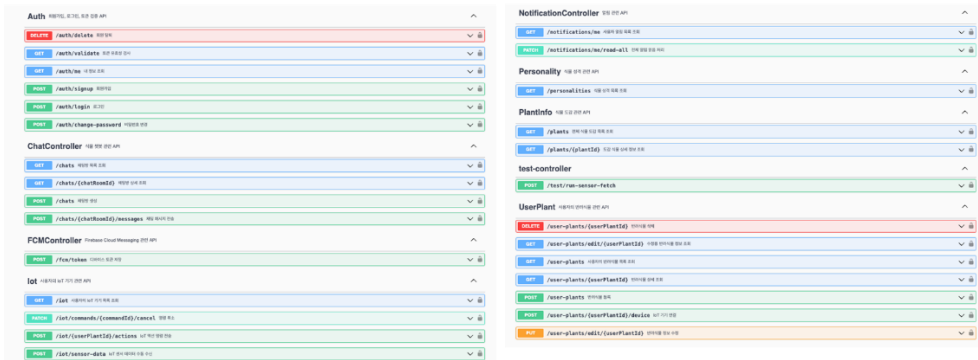 Auth 회원가입, 로그인, 토큰 검증 API
DELETE /auth/delete 회원 탈퇴
GET /auth/validate 토큰 유효성 검사
GET /auth/me 내 정보 조회
POST /auth/signup 회원가입
POST /auth/login 로그인
POST /auth/change-password 비밀번호 변경
ChatController 식물 챗봇 관련 API
GET /chats 채팅방 목록 조회
GET /chats/{chatRoomId} 채팅방 상세 조회
POST /chats 채팅방 생성
POST /chats/{chatRoomId}/messages 채팅 메시지 전송
FCMController Firebase Cloud Messaging 관련 API
POST /fcm/token 디바이스 토큰 저장
Iot 사용자의 IoT 기기 관련 API
GET /iot 사용자의 IoT 기기 목록 조회
PATCH /iot/commands/{commandId}/cancel 명령 취소
POST /iot/{userPlantId}/actions IoT 액션 명령 전송
POST /iot/sensor-data IoT 센서 데이터 수동 수신
NotificationController 알림 관련 API
GET /notifications/me 사용자 알림 목록 조회
PATCH /notifications/me/read-all 전체 알림 읽음 처리
Personality 식물 성격 관련 API
GET /personalities 식물 성격 목록 조회
PlantInfo 식물 도감 관련 API
GET /plants 전체 식물 도감 목록 조회
GET /plants/{plantId} 도감 식물 상세 정보 조회
test-controller
POST /test/run-sensor-fetch
UserPlant 사용자의 반려식물 관련 API
DELETE /user-plants/{userPlantId} 반려식물 삭제
GET /user-plants/edit/{userPlantId} 수정용 반려식물 정보 조회
GET /user-plants 사용자의 반려식물 목록 조회
GET /user-plants/{userPlantId} 반려식물 상세 조회
POST /user-plants 반려식물 등록
POST /user-plants/{userPlantId}/device IoT 기기 연결
PUT /user-plants/edit/{userPlantId} 반려식물 정보 수정